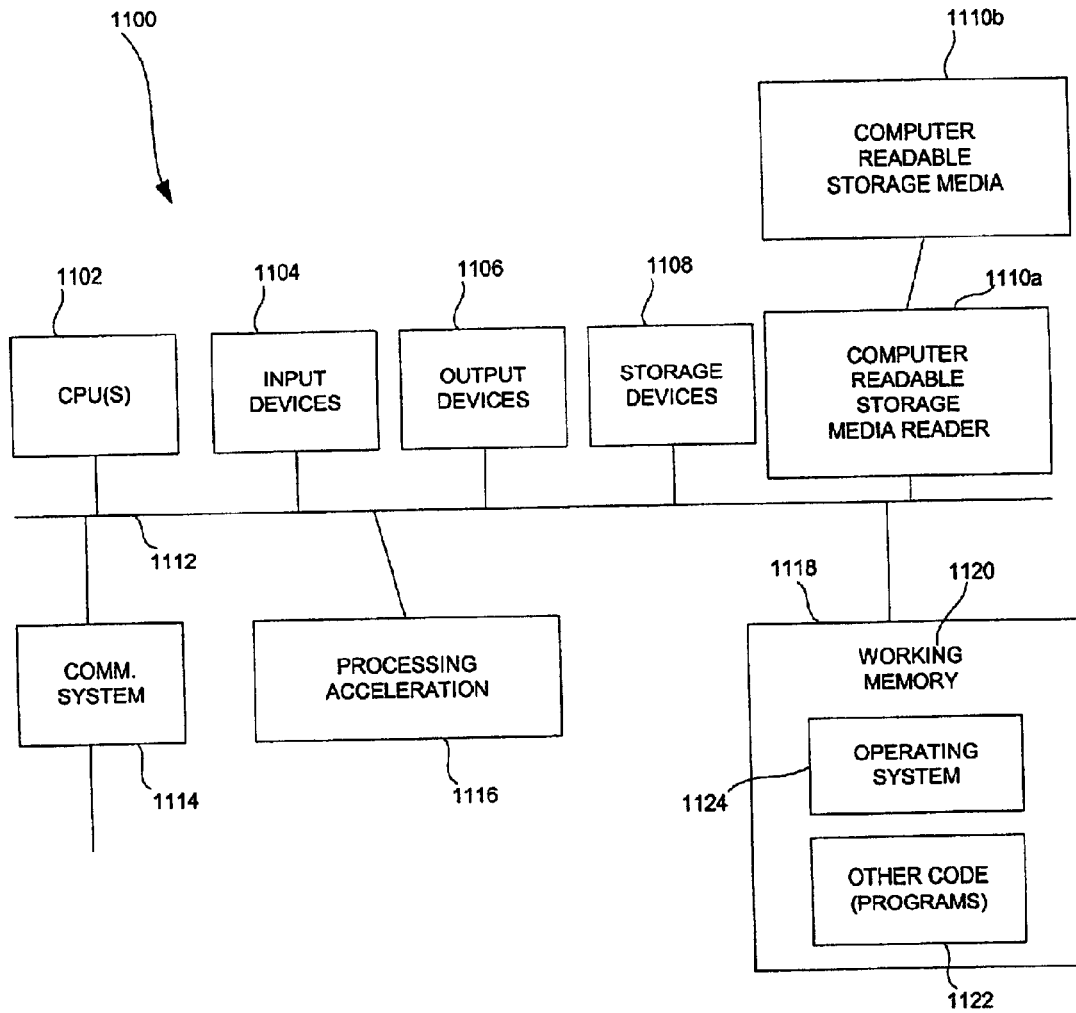 1100
1110b
COMPUTER
READABLE
STORAGE MEDIA
1102
1104
1106
1108
1110a
CPU(S)
INPUT
DEVICES
OUTPUT
DEVICES
STORAGE
DEVICES
COMPUTER
READABLE
STORAGE
MEDIA READER
1112
1118
1120
COMM.
SYSTEM
PROCESSING
ACCELERATION
WORKING
MEMORY
OPERATING
SYSTEM
1114
1116
1124
OTHER CODE
(PROGRAMS)
1122